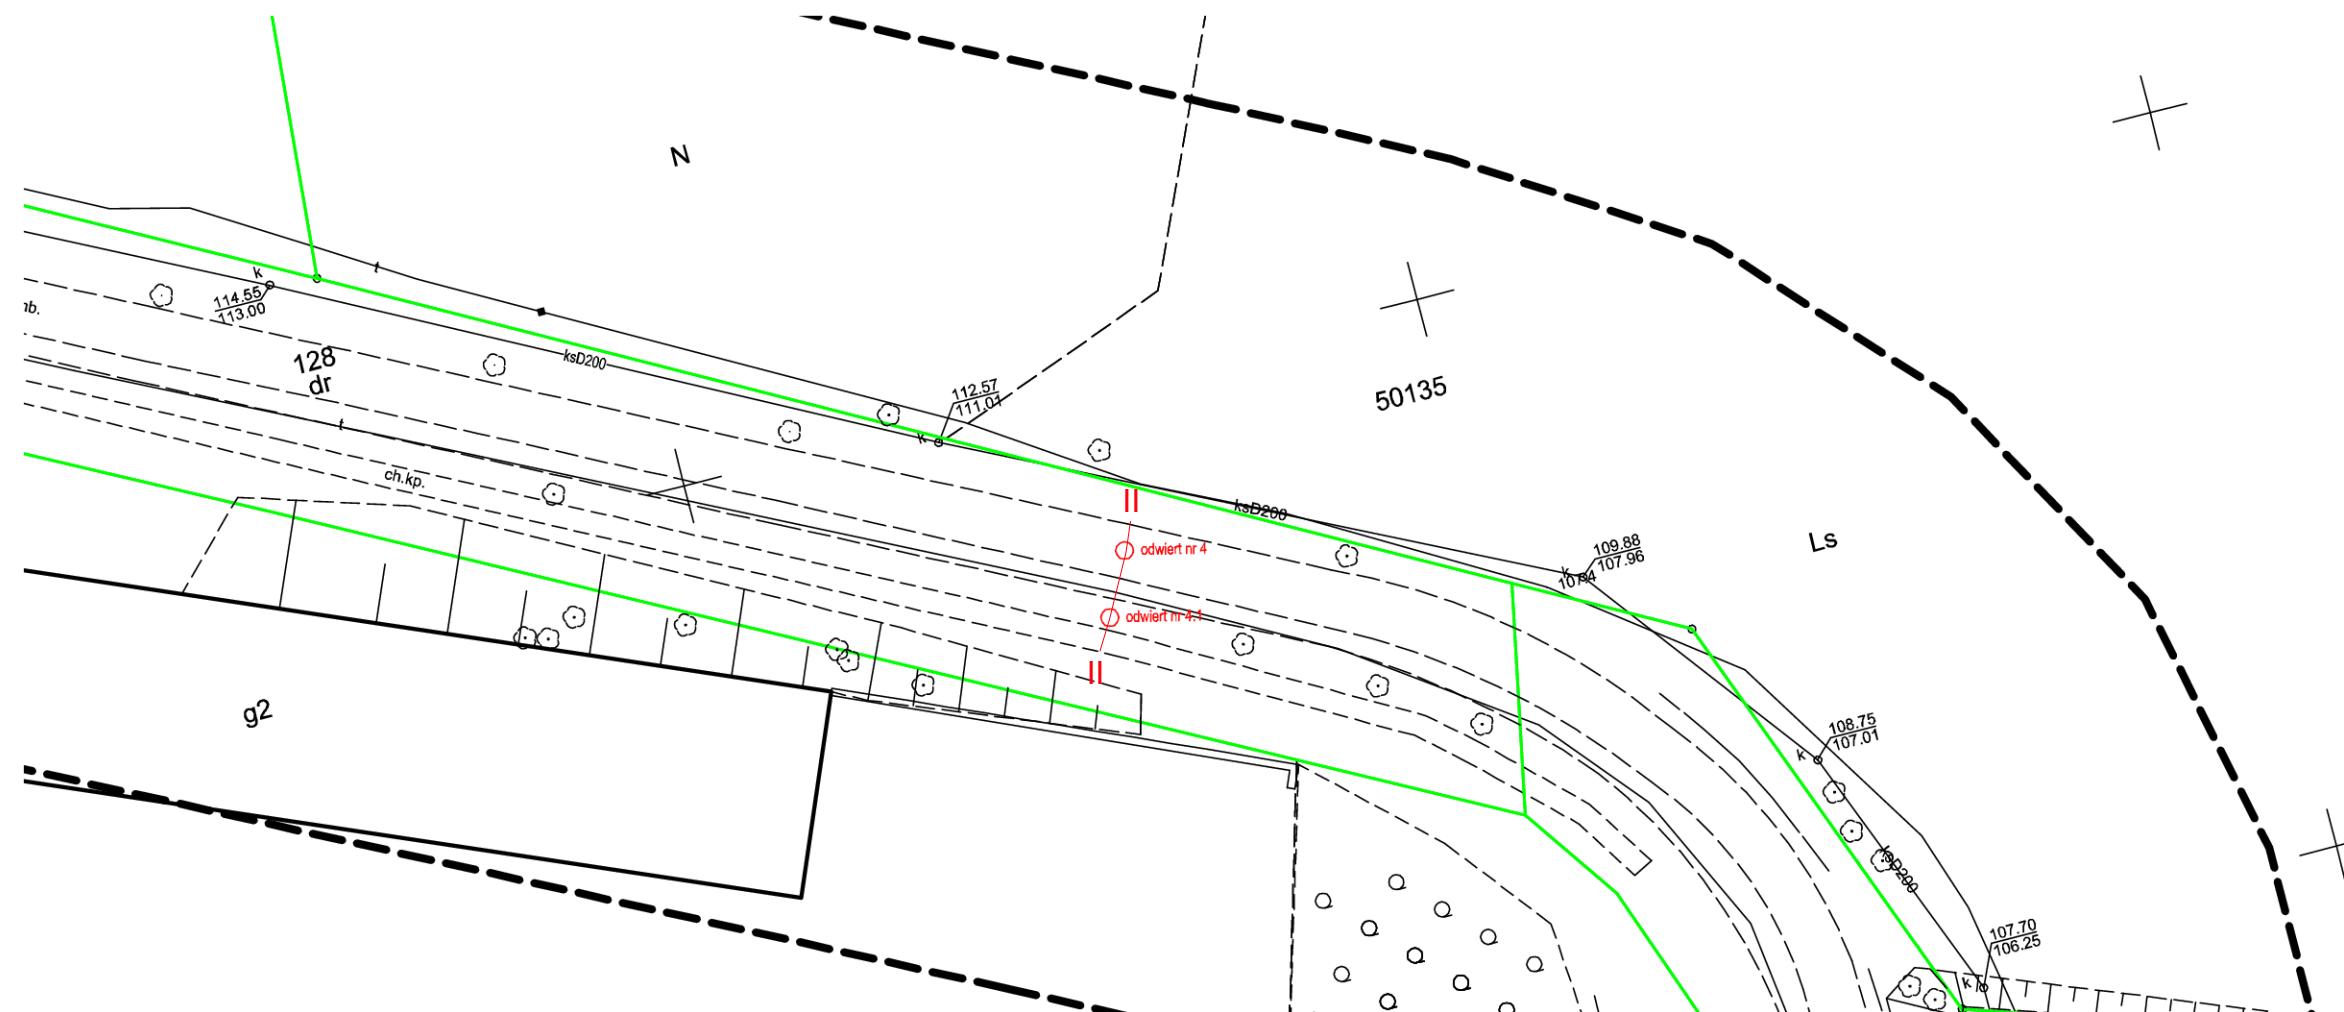 N
t
k
114.55
113.00
nb.
128
dr
ksD200
112.57
111.01
k
50135
t
ch.kp.
II
ksD200
odwiert nr 4
109.88
107.96
k
Ls
odwiert nr 4.1
II
g2
108.75
107.01
k
ksD200
107.70
106.25
k